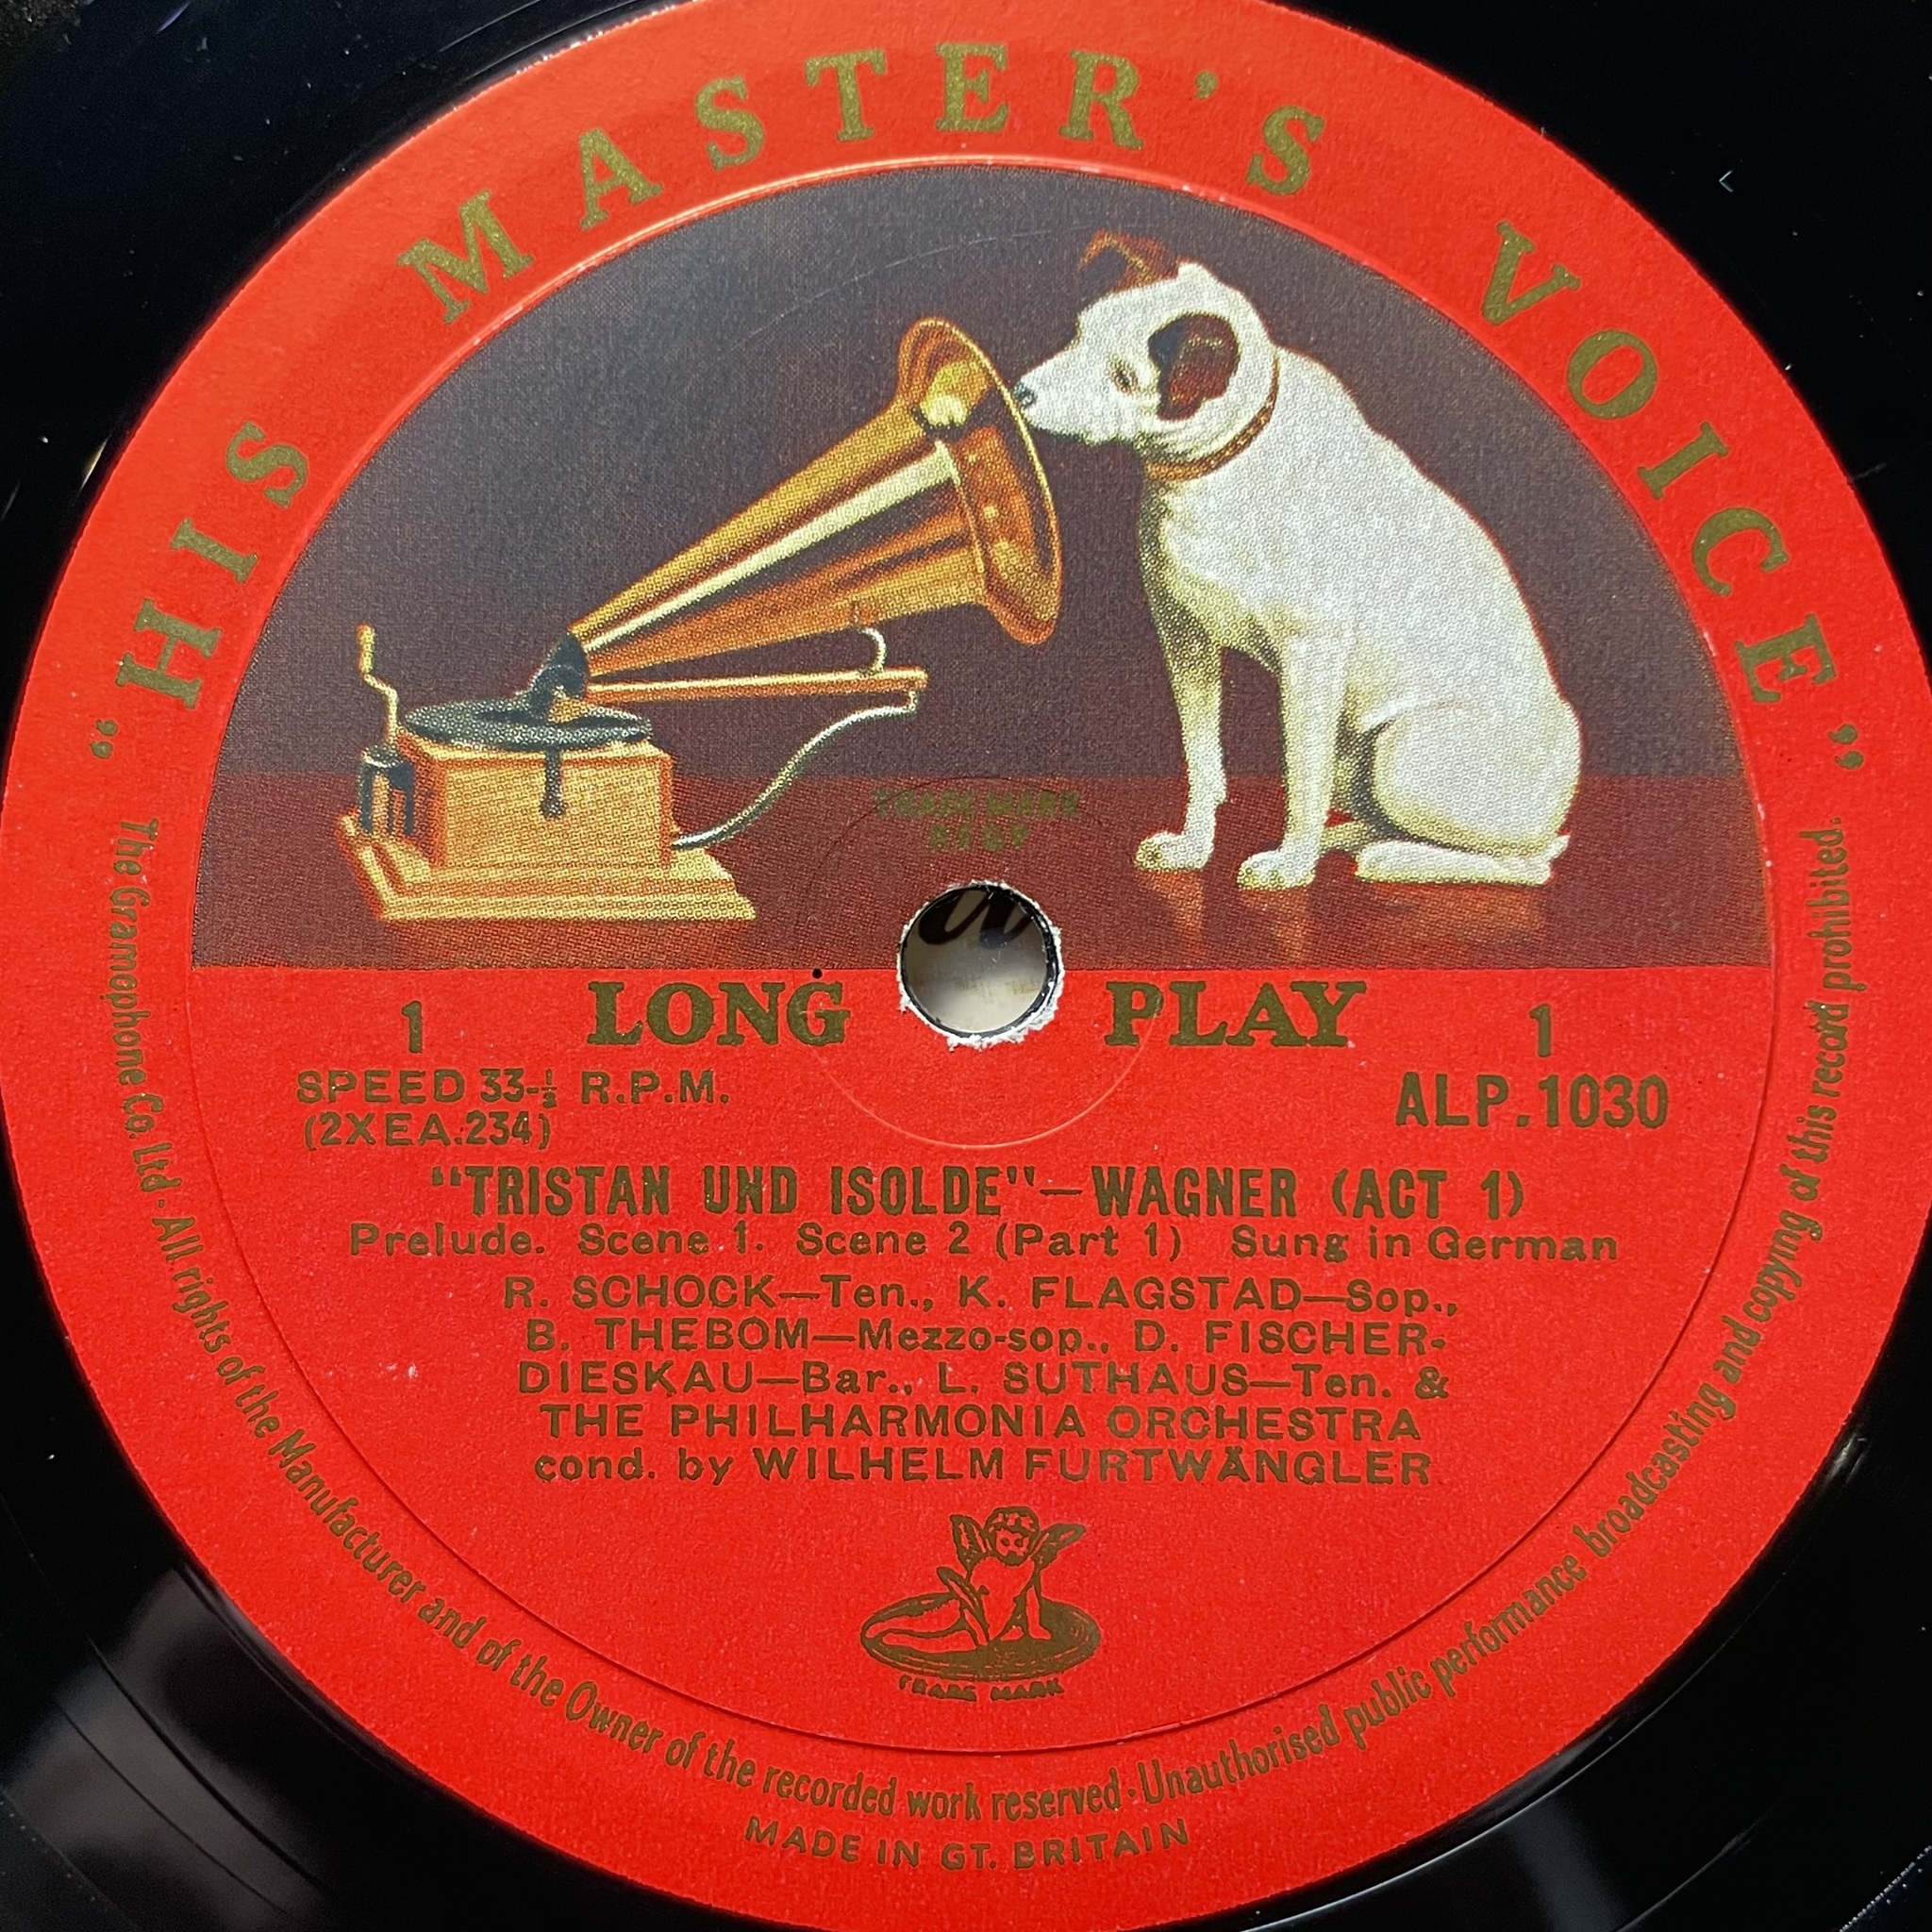 "HIS MASTER'S VOICE"
TRADE MARK
1 LONG PLAY 1
SPEED 33-⅓ R.P.M.
(2XEA.234)
ALP.1030
"TRISTAN UND ISOLDE"—WAGNER (ACT 1)
Prelude. Scene 1. Scene 2 (Part 1) Sung in German
R. SCHOCK—Ten., K. FLAGSTAD—Sop.,
B. THEBOM—Mezzo-sop., D. FISCHER-
DIESKAU—Bar., L. SUTHAUS—Ten. &
THE PHILHARMONIA ORCHESTRA
cond. by WILHELM FURTWÄNGLER
TRADE MARK
The Gramophone Co. Ltd · All rights of the Manufacturer and of the Owner of the recorded work reserved · Unauthorised public performance broadcasting and copying of this record prohibited.
MADE IN GT. BRITAIN